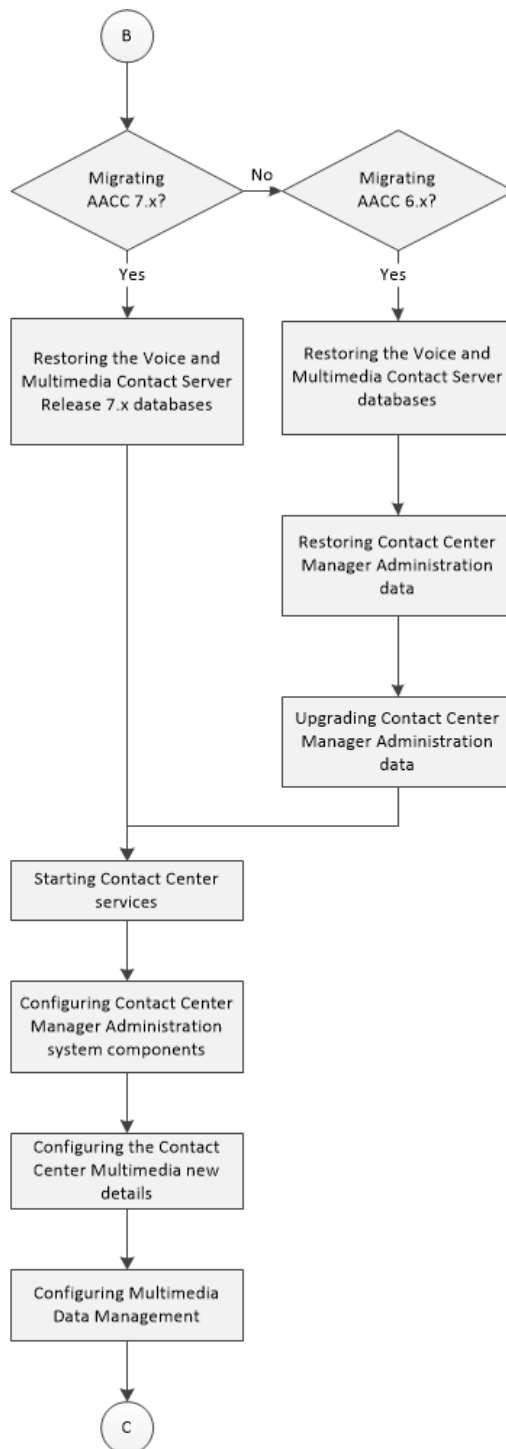 B
Migrating
AACC 7.x?
No
Migrating
AACC 6.x?
Yes
Yes
Restoring the Voice and
Multimedia Contact Server
Release 7.x databases
Restoring the Voice and
Multimedia Contact Server
databases
Restoring Contact Center
Manager Administration
data
Upgrading Contact Center
Manager Administration
data
Starting Contact Center
services
Configuring Contact Center
Manager Administration
system components
Configuring the Contact
Center Multimedia new
details
Configuring Multimedia
Data Management
C